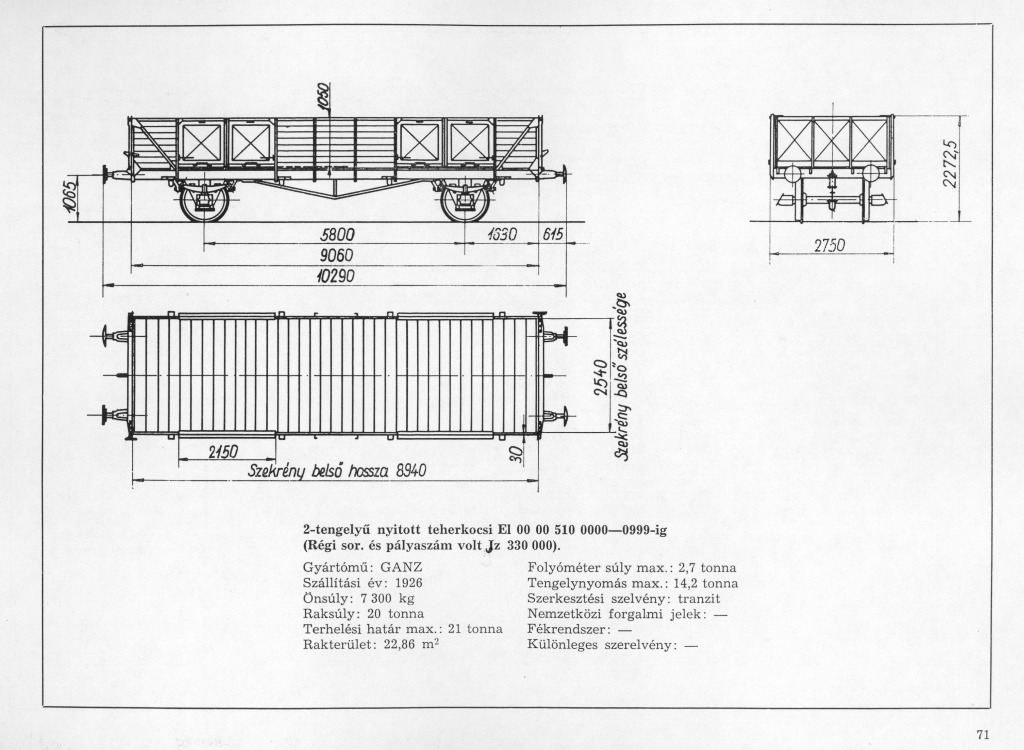 1050
1065
5800
1630
615
9060
10290
2272,5
2750
2540
Szekrény belső szélessége
2150
30
Szekrény belső hossza 8940
2-tengelyű nyitott teherkocsi El 00 00 510 0000—0999-ig
(Régi sor. és pályaszám volt Jz 330 000).
Gyártómű: GANZ
Szállítási év: 1926
Önsúly: 7 300 kg
Raksúly: 20 tonna
Terhelési határ max.: 21 tonna
Rakterület: 22,86 m²
Folyóméter súly max.: 2,7 tonna
Tengelynyomás max.: 14,2 tonna
Szerkesztési szelvény: tranzit
Nemzetközi forgalmi jelek: —
Fékrendszer: —
Különleges szerelvény: —
71